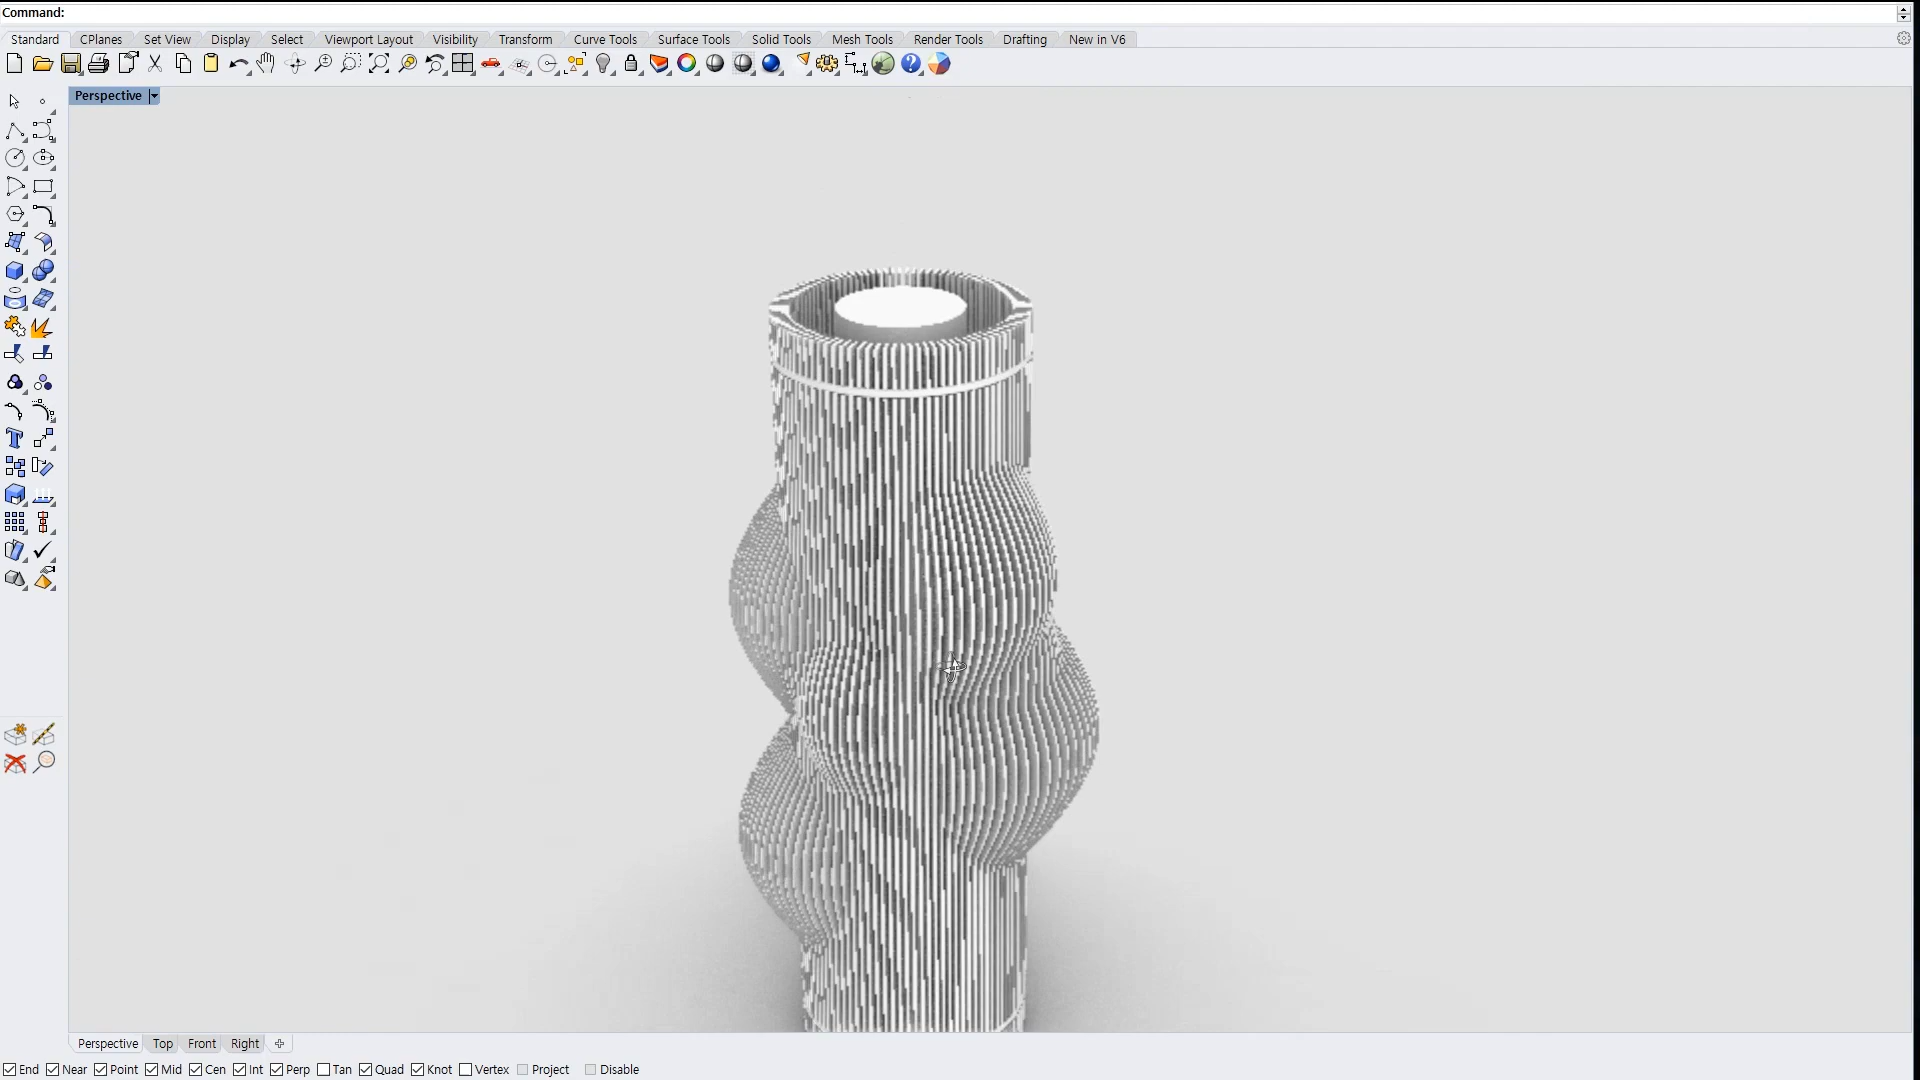 Command:
Standard CPlanes Set View Display Select Viewport Layout Visibility Transform Curve Tools Surface Tools Solid Tools Mesh Tools Render Tools Drafting New in V6
Perspective
Perspective Top Front Right
End Near Point Mid Cen Int Perp Tan Quad Knot Vertex Project Disable